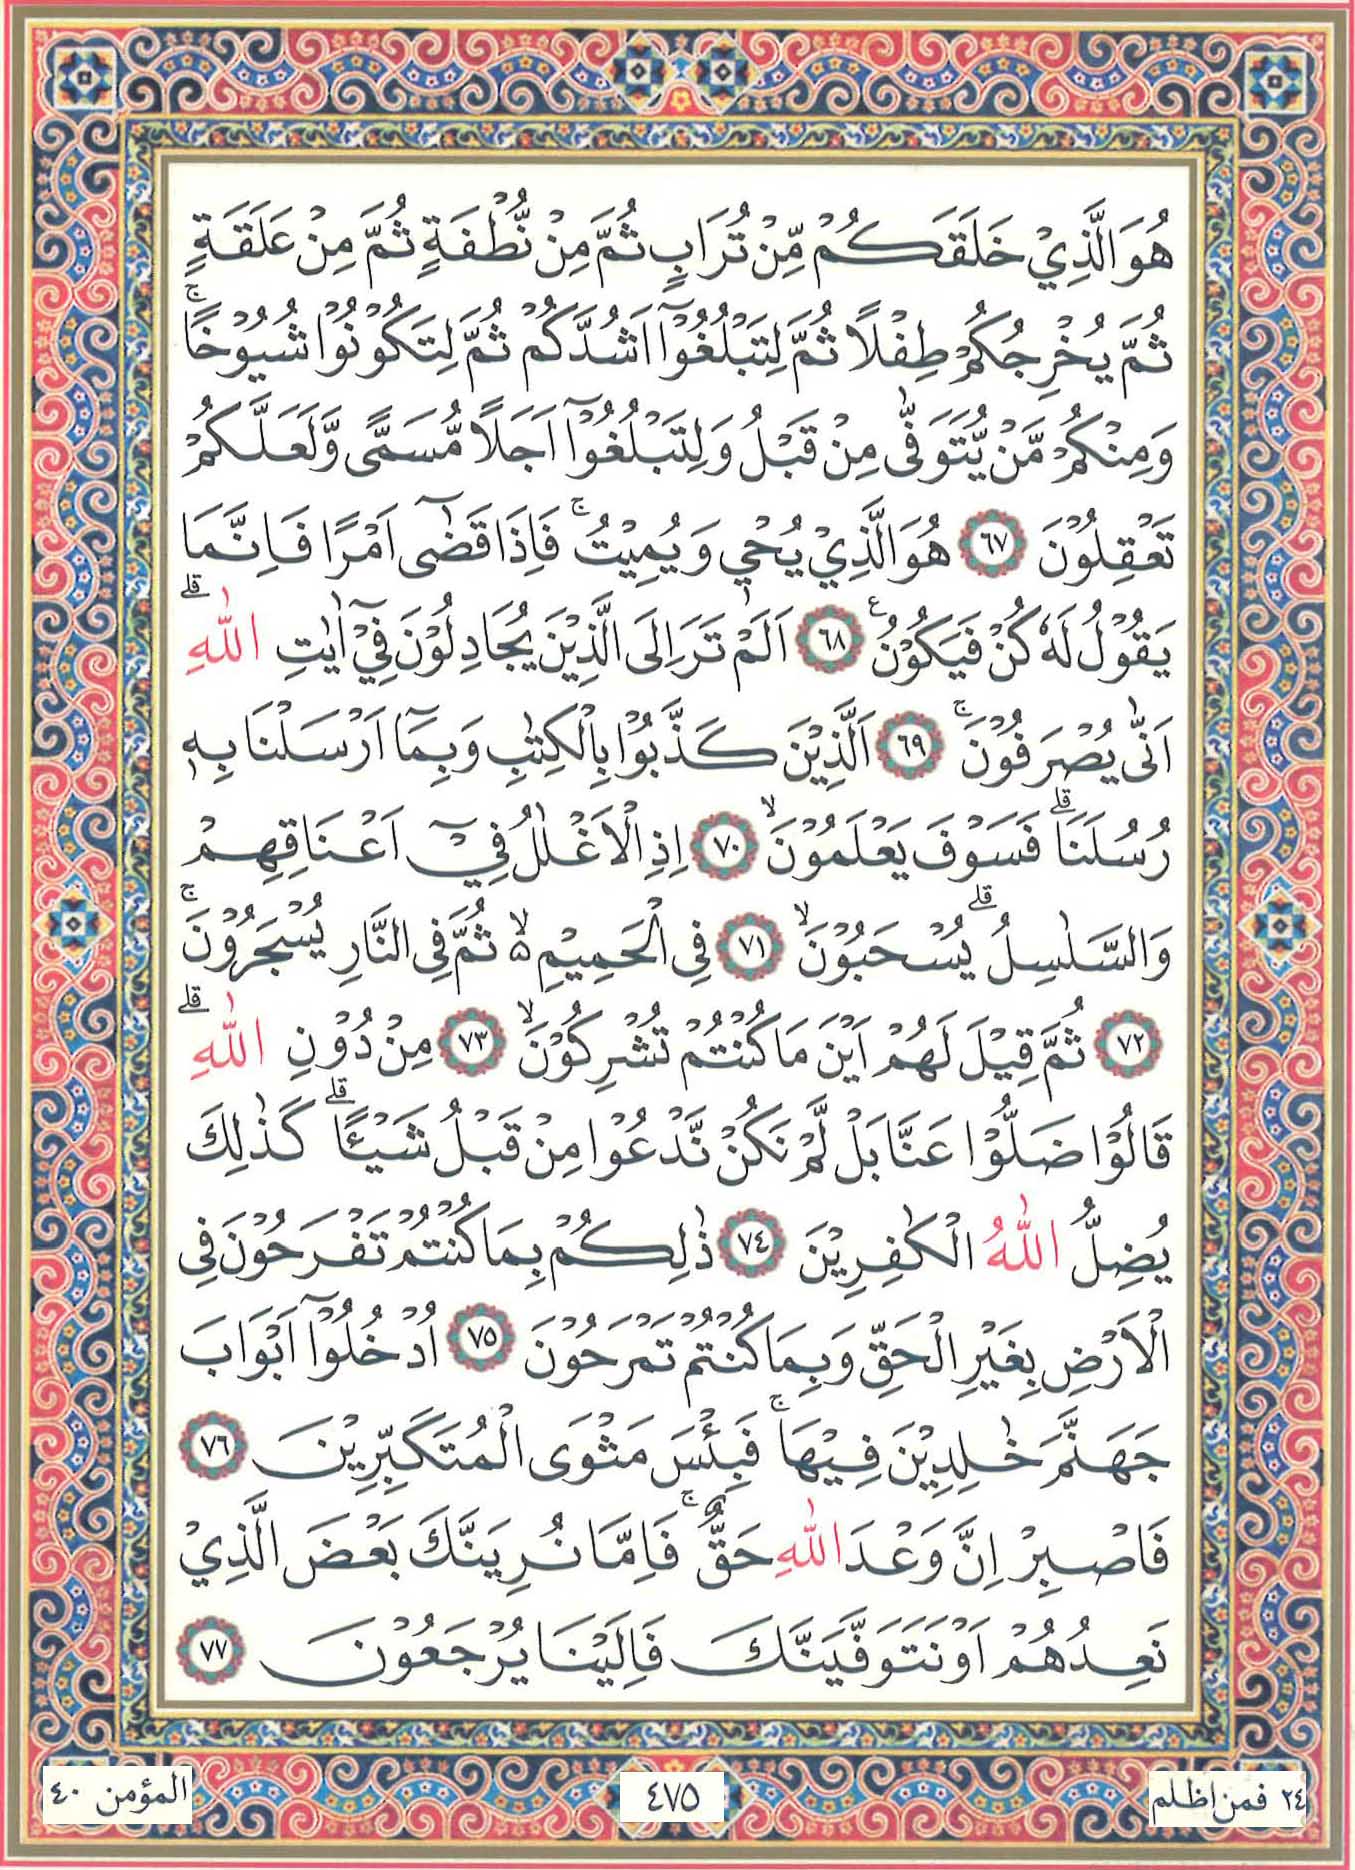 هُوَ الَّذِيْ خَلَقَكُمْ مِّنْ تُرَابٍ ثُمَّ مِنْ نُّطْفَةٍ ثُمَّ مِنْ عَلَقَةٍ
ثُمَّ يُخْرِجُكُمْ طِفْلًا ثُمَّ لِتَبْلُغُوْٓا اَشُدَّكُمْ ثُمَّ لِتَكُوْنُوْا شُيُوْخًاۚ
وَمِنْكُمْ مَّنْ يُّتَوَفّٰى مِنْ قَبْلُ وَلِتَبْلُغُوْٓا اَجَلًا مُّسَمًّى وَّلَعَلَّكُمْ
تَعْقِلُوْنَ ﴿٦٧﴾ هُوَ الَّذِيْ يُحْيٖ وَيُمِيْتُۚ فَاِذَا قَضٰٓى اَمْرًا فَاِنَّمَا
يَقُوْلُ لَهٗ كُنْ فَيَكُوْنُ ࣖ ﴿٦٨﴾ اَلَمْ تَرَ اِلَى الَّذِيْنَ يُجَادِلُوْنَ فِيْٓ اٰيٰتِ اللّٰهِؕۗ
اَنّٰى يُصْرَفُوْنَۚ ﴿٦٩﴾ اَلَّذِيْنَ كَذَّبُوْا بِالْكِتٰبِ وَبِمَآ اَرْسَلْنَا بِهٖ
رُسُلَنَاۗ فَسَوْفَ يَعْلَمُوْنَۙ ﴿٧٠﴾ اِذِ الْاَغْلٰلُ فِيْٓ اَعْنَاقِهِمْ
وَالسَّلٰسِلُۗ يُسْحَبُوْنَۙ ﴿٧١﴾ فِى الْحَمِيْمِ ەۙ ثُمَّ فِى النَّارِ يُسْجَرُوْنَۚ
﴿٧٢﴾ ثُمَّ قِيْلَ لَهُمْ اَيْنَ مَا كُنْتُمْ تُشْرِكُوْنَۙ ﴿٧٣﴾ مِنْ دُوْنِ اللّٰهِۗ
قَالُوْا ضَلُّوْا عَنَّا بَلْ لَّمْ نَكُنْ نَّدْعُوْا مِنْ قَبْلُ شَيْـًٔاۗ كَذٰلِكَ
يُضِلُّ اللّٰهُ الْكٰفِرِيْنَ ﴿٧٤﴾ ذٰلِكُمْ بِمَا كُنْتُمْ تَفْرَحُوْنَ فِى
الْاَرْضِ بِغَيْرِ الْحَقِّ وَبِمَا كُنْتُمْ تَمْرَحُوْنَ ﴿٧٥﴾ اُدْخُلُوْٓا اَبْوَابَ
جَهَنَّمَ خٰلِدِيْنَ فِيْهَاۚ فَبِئْسَ مَثْوَى الْمُتَكَبِّرِيْنَ ﴿٧٦﴾
فَاصْبِرْ اِنَّ وَعْدَ اللّٰهِ حَقٌّۚ فَاِمَّا نُرِيَنَّكَ بَعْضَ الَّذِيْ
نَعِدُهُمْ اَوْ نَتَوَفَّيَنَّكَ فَاِلَيْنَا يُرْجَعُوْنَ ﴿٧٧﴾
٢٤ فمن اظلم
٤٧٥
المؤمن ٤٠